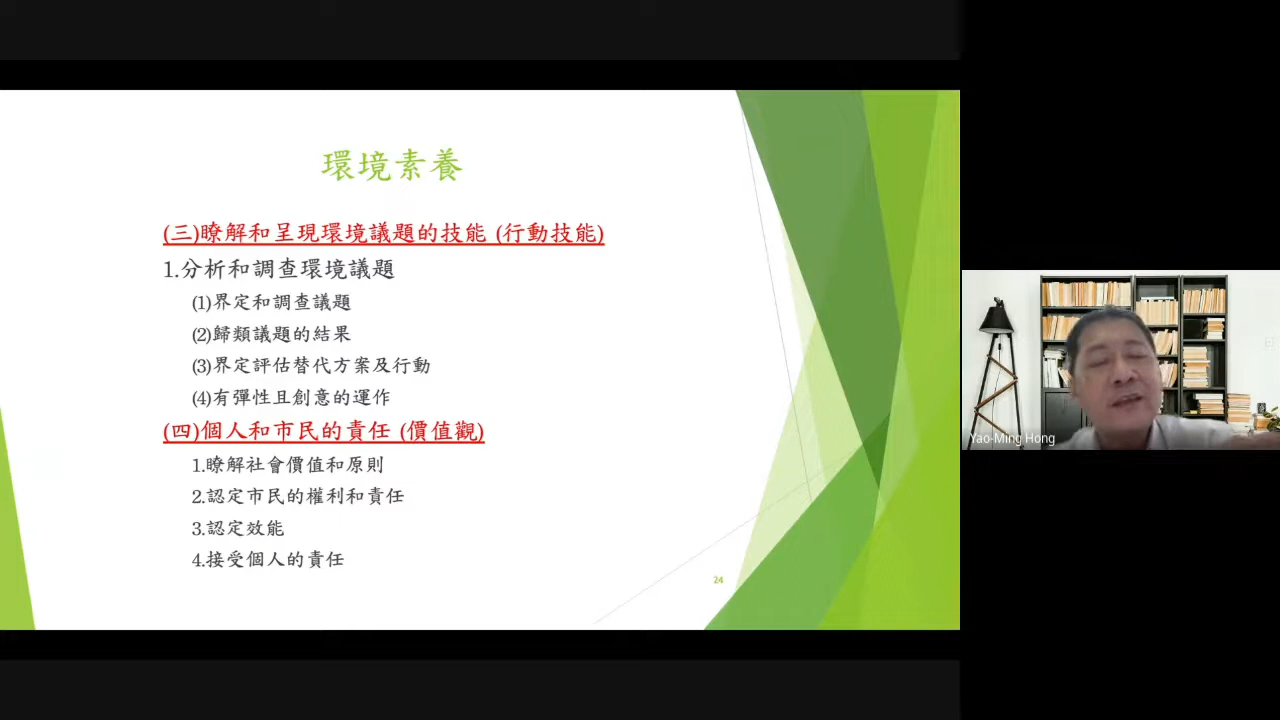 環境素養
(三)瞭解和呈現環境議題的技能 (行動技能)
1.分析和調查環境議題
(1)界定和調查議題
(2)歸類議題的結果
(3)界定評估替代方案及行動
(4)有彈性且創意的運作
(四)個人和市民的責任 (價值觀)
1.瞭解社會價值和原則
2.認定市民的權利和責任
3.認定效能
4.接受個人的責任
24
Yao-Ming Hong